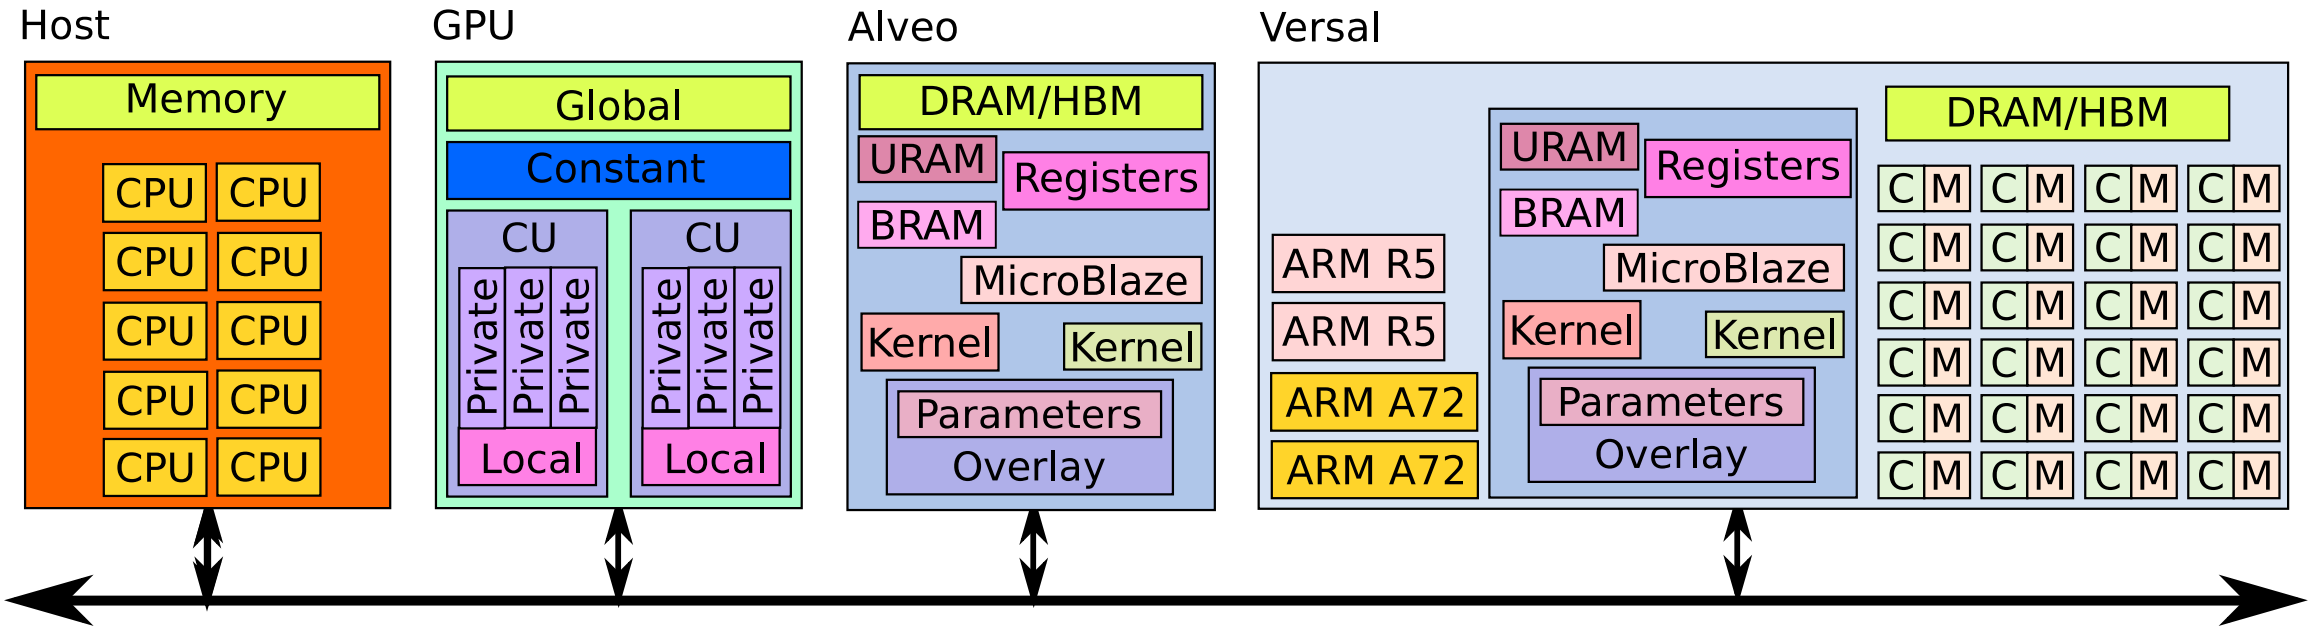 Host
Memory
CPU CPU
CPU CPU
CPU CPU
CPU CPU
CPU CPU
GPU
Global
Constant
CU
Private
Private
Private
Local
CU
Private
Private
Private
Local
Alveo
DRAM/HBM
URAM
Registers
BRAM
MicroBlaze
Kernel
Kernel
Parameters
Overlay
Versal
ARM R5
ARM R5
ARM A72
ARM A72
URAM
Registers
BRAM
MicroBlaze
Kernel
Kernel
Parameters
Overlay
DRAM/HBM
C M C M C M C M
C M C M C M C M
C M C M C M C M
C M C M C M C M
C M C M C M C M
C M C M C M C M